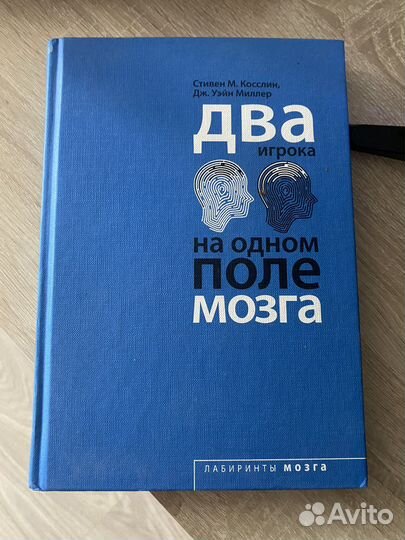 Стивен М. Косслин,
Дж. Уэйн Миллер
два
игрока
на одном
поле
мозга
ЛАБИРИНТЫ мозга
Avito